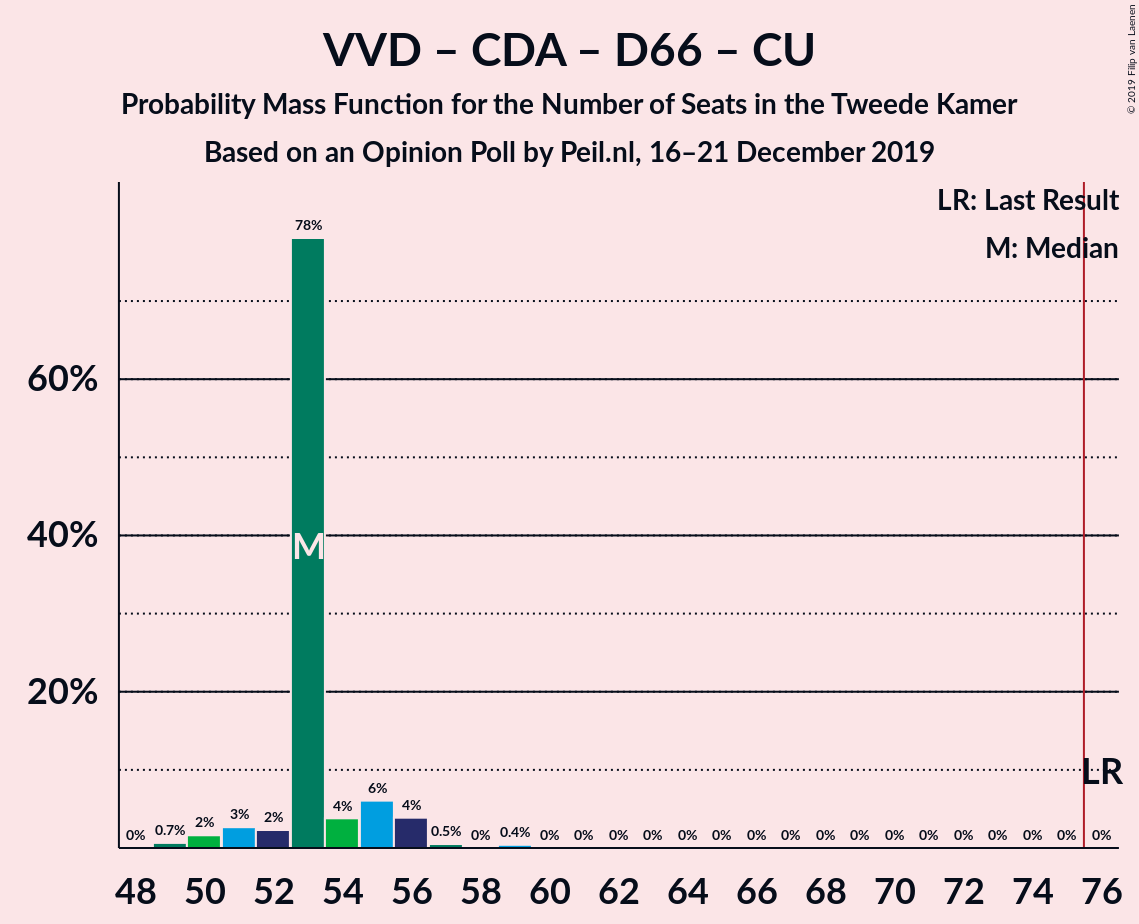 VVD – CDA – D66 – CU
Probability Mass Function for the Number of Seats in the Tweede Kamer
Based on an Opinion Poll by Peil.nl, 16–21 December 2019
© 2019 Filip van Laenen
LR: Last Result
M: Median
60%
40%
20%
0% 0.7% 2% 3% 2% 78% 4% 6% 4% 0.5% 0% 0.4% 0% 0% 0% 0% 0% 0% 0% 0% 0% 0% 0% 0% 0% 0% 0% 0% 0%
M
LR
48 50 52 54 56 58 60 62 64 66 68 70 72 74 76